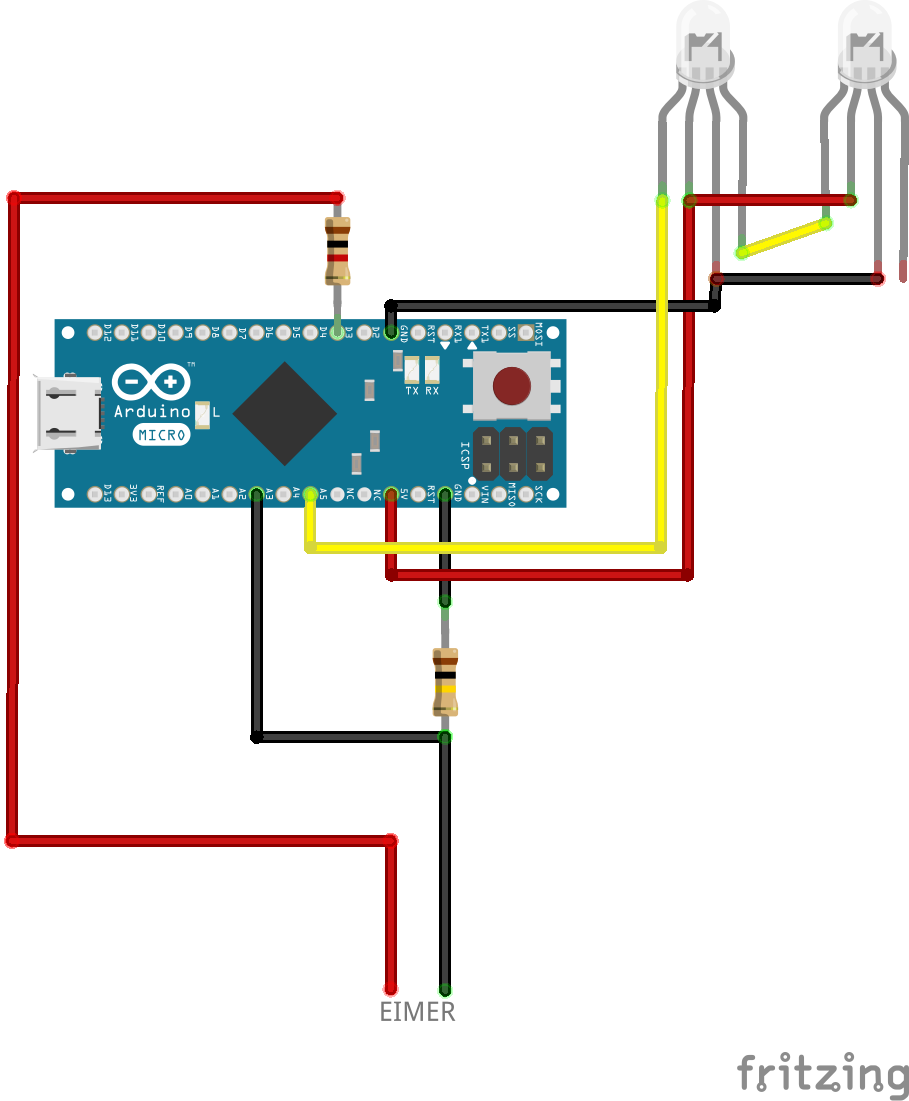 D12 D11 D10 D9 D8 D7 D6 D5 D4 D3 D2 GND RST RX1 TX1 SS MOSI
Arduino™
MICRO
L
TX RX
ICSP
D13 3V3 REF A0 A1 A2 A3 A4 A5 NC NC 5V RST GND VIN MISO SCK
EIMER
fritzing